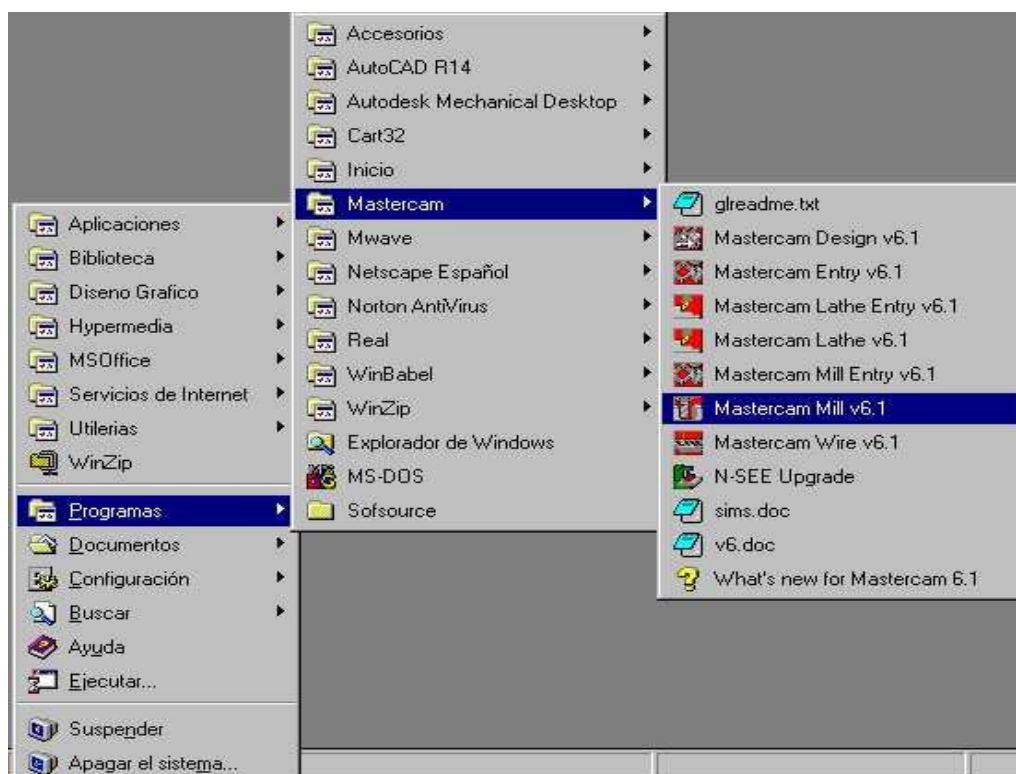 Aplicaciones
Biblioteca
Diseno Grafico
Hypermedia
MSOffice
Servicios de Internet
Utilerias
WinZip
Programas
Documentos
Configuración
Buscar
Ayuda
Ejecutar...
Suspender
Apagar el sistema...
Accesorios
AutoCAD R14
Autodesk Mechanical Desktop
Cart32
Inicio
Mastercam
Mwave
Netscape Español
Norton AntiVirus
Real
WinBabel
WinZip
Explorador de Windows
MS-DOS
Sofsource
glreadme.txt
Mastercam Design v6.1
Mastercam Entry v6.1
Mastercam Lathe Entry v6.1
Mastercam Lathe v6.1
Mastercam Mill Entry v6.1
Mastercam Mill v6.1
Mastercam Wire v6.1
N-SEE Upgrade
sims.doc
v6.doc
What's new for Mastercam 6.1